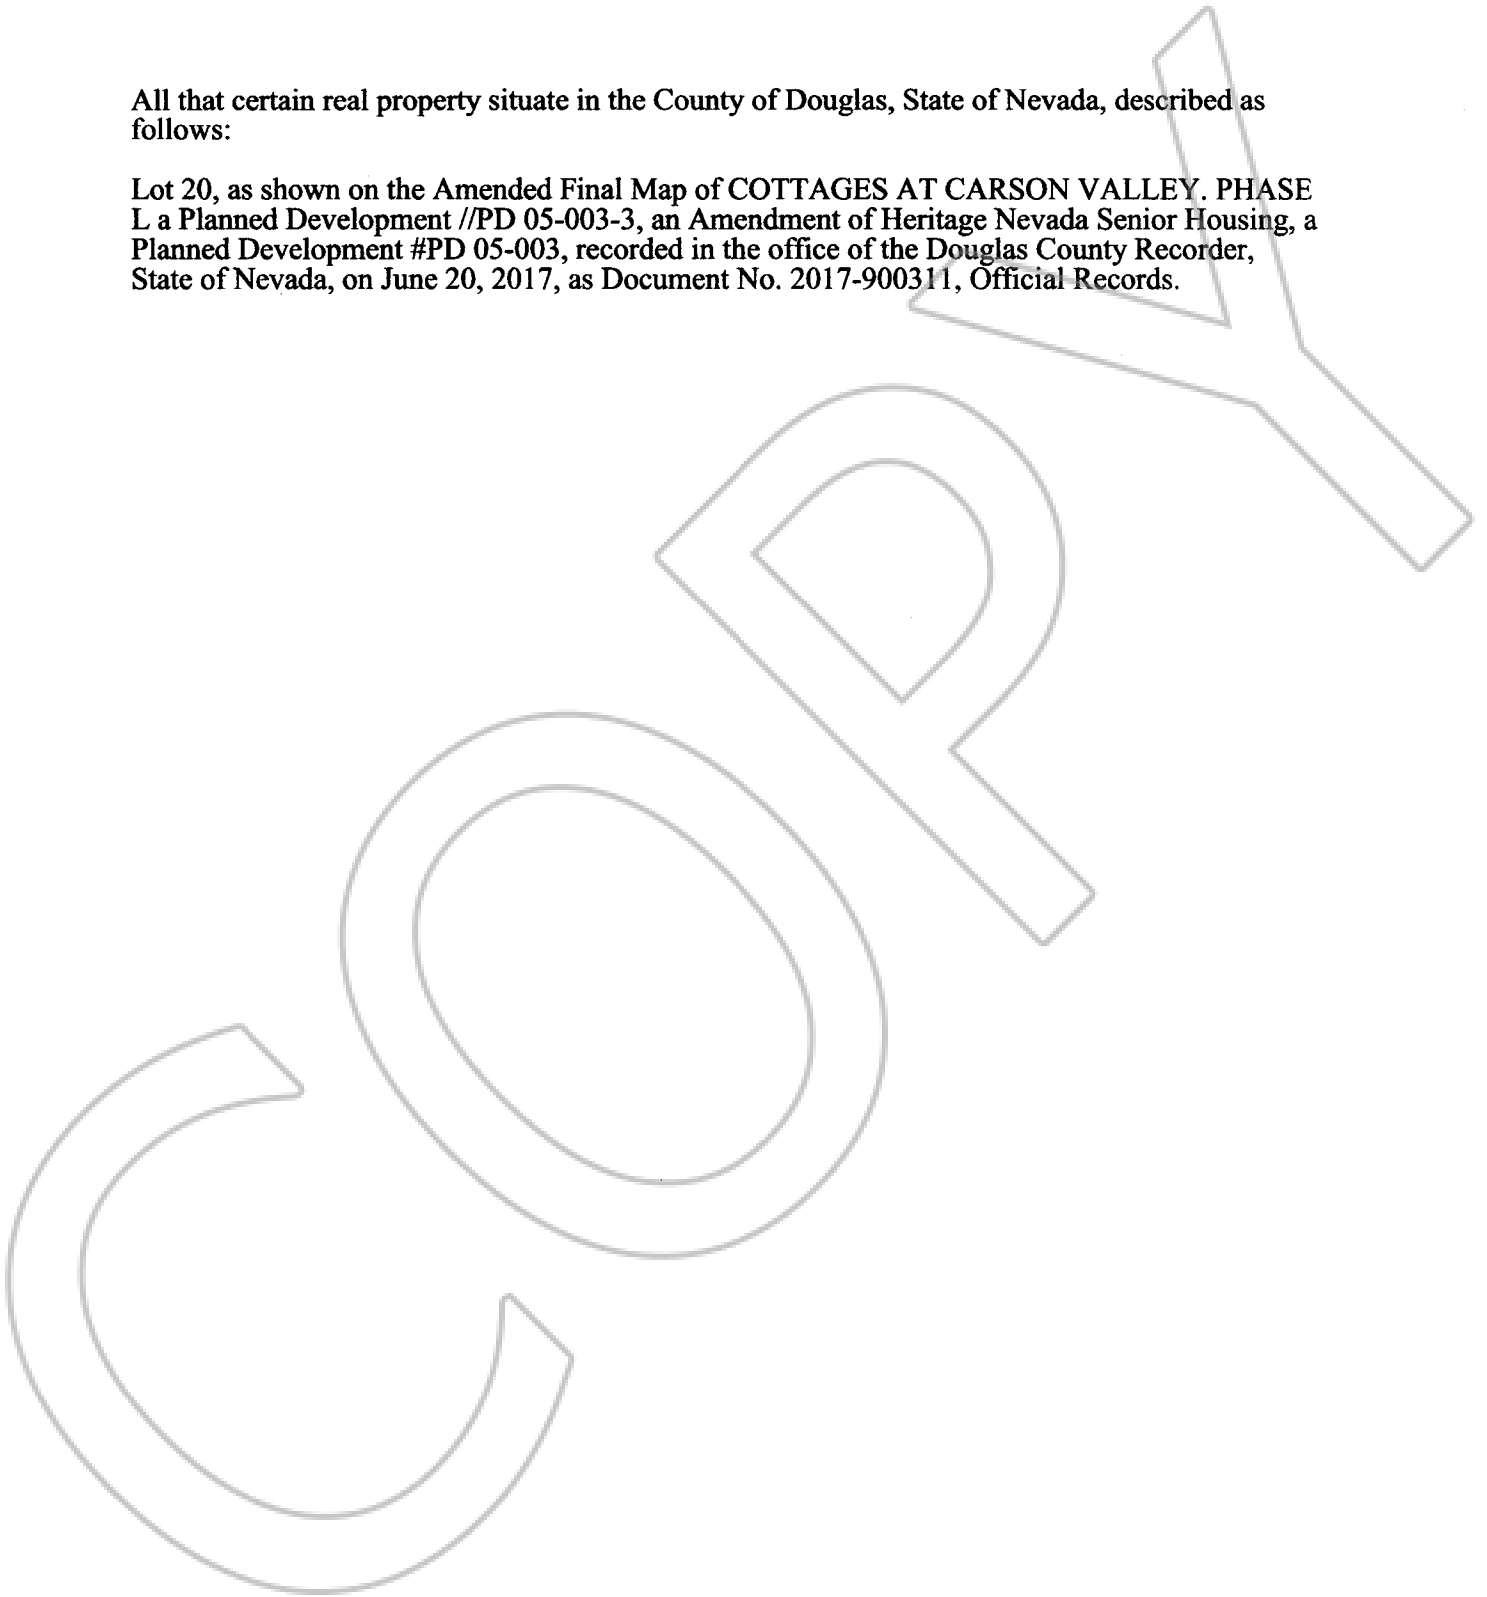 All that certain real property situate in the County of Douglas, State of Nevada, described as
follows:
Lot 20, as shown on the Amended Final Map of COTTAGES AT CARSON VALLEY. PHASE
L a Planned Development //PD 05-003-3, an Amendment of Heritage Nevada Senior Housing, a
Planned Development #PD 05-003, recorded in the office of the Douglas County Recorder,
State of Nevada, on June 20, 2017, as Document No. 2017-900311, Official Records.
COPY